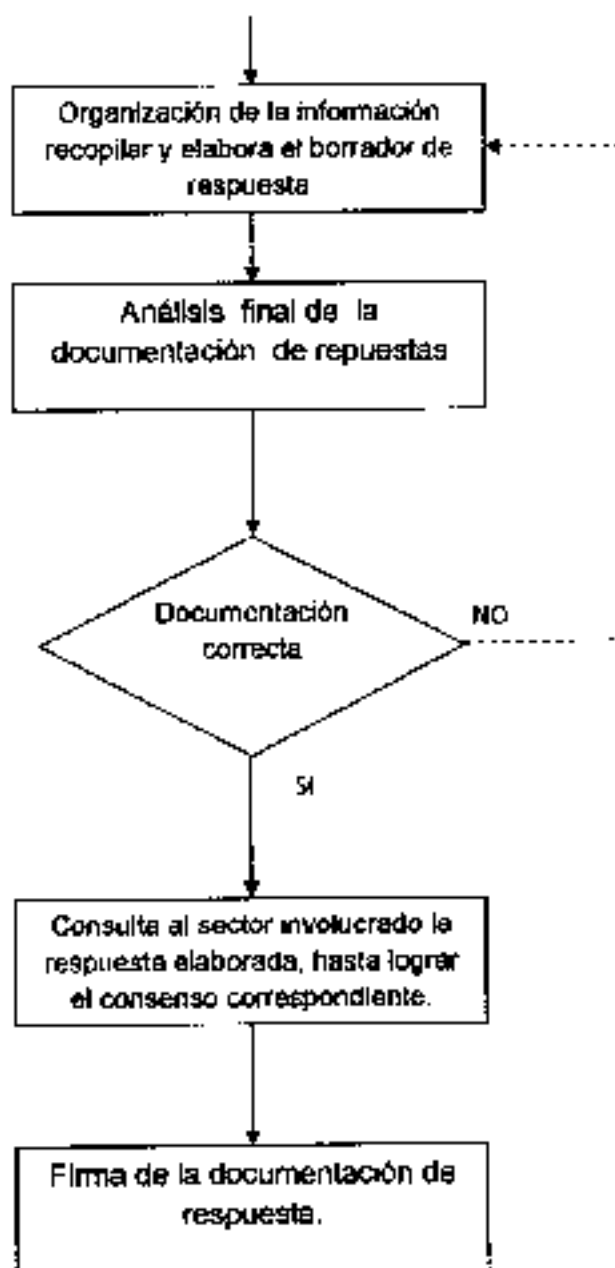 Organización de la información
recopilar y elabora el borrador de
respuesta
Análisis final de la
documentación de repuestas
Documentación
correcta
NO
SI
Consulta al sector involucrado la
respuesta elaborada, hasta lograr
el consenso correspondiente.
Firma de la documentación de
respuesta.